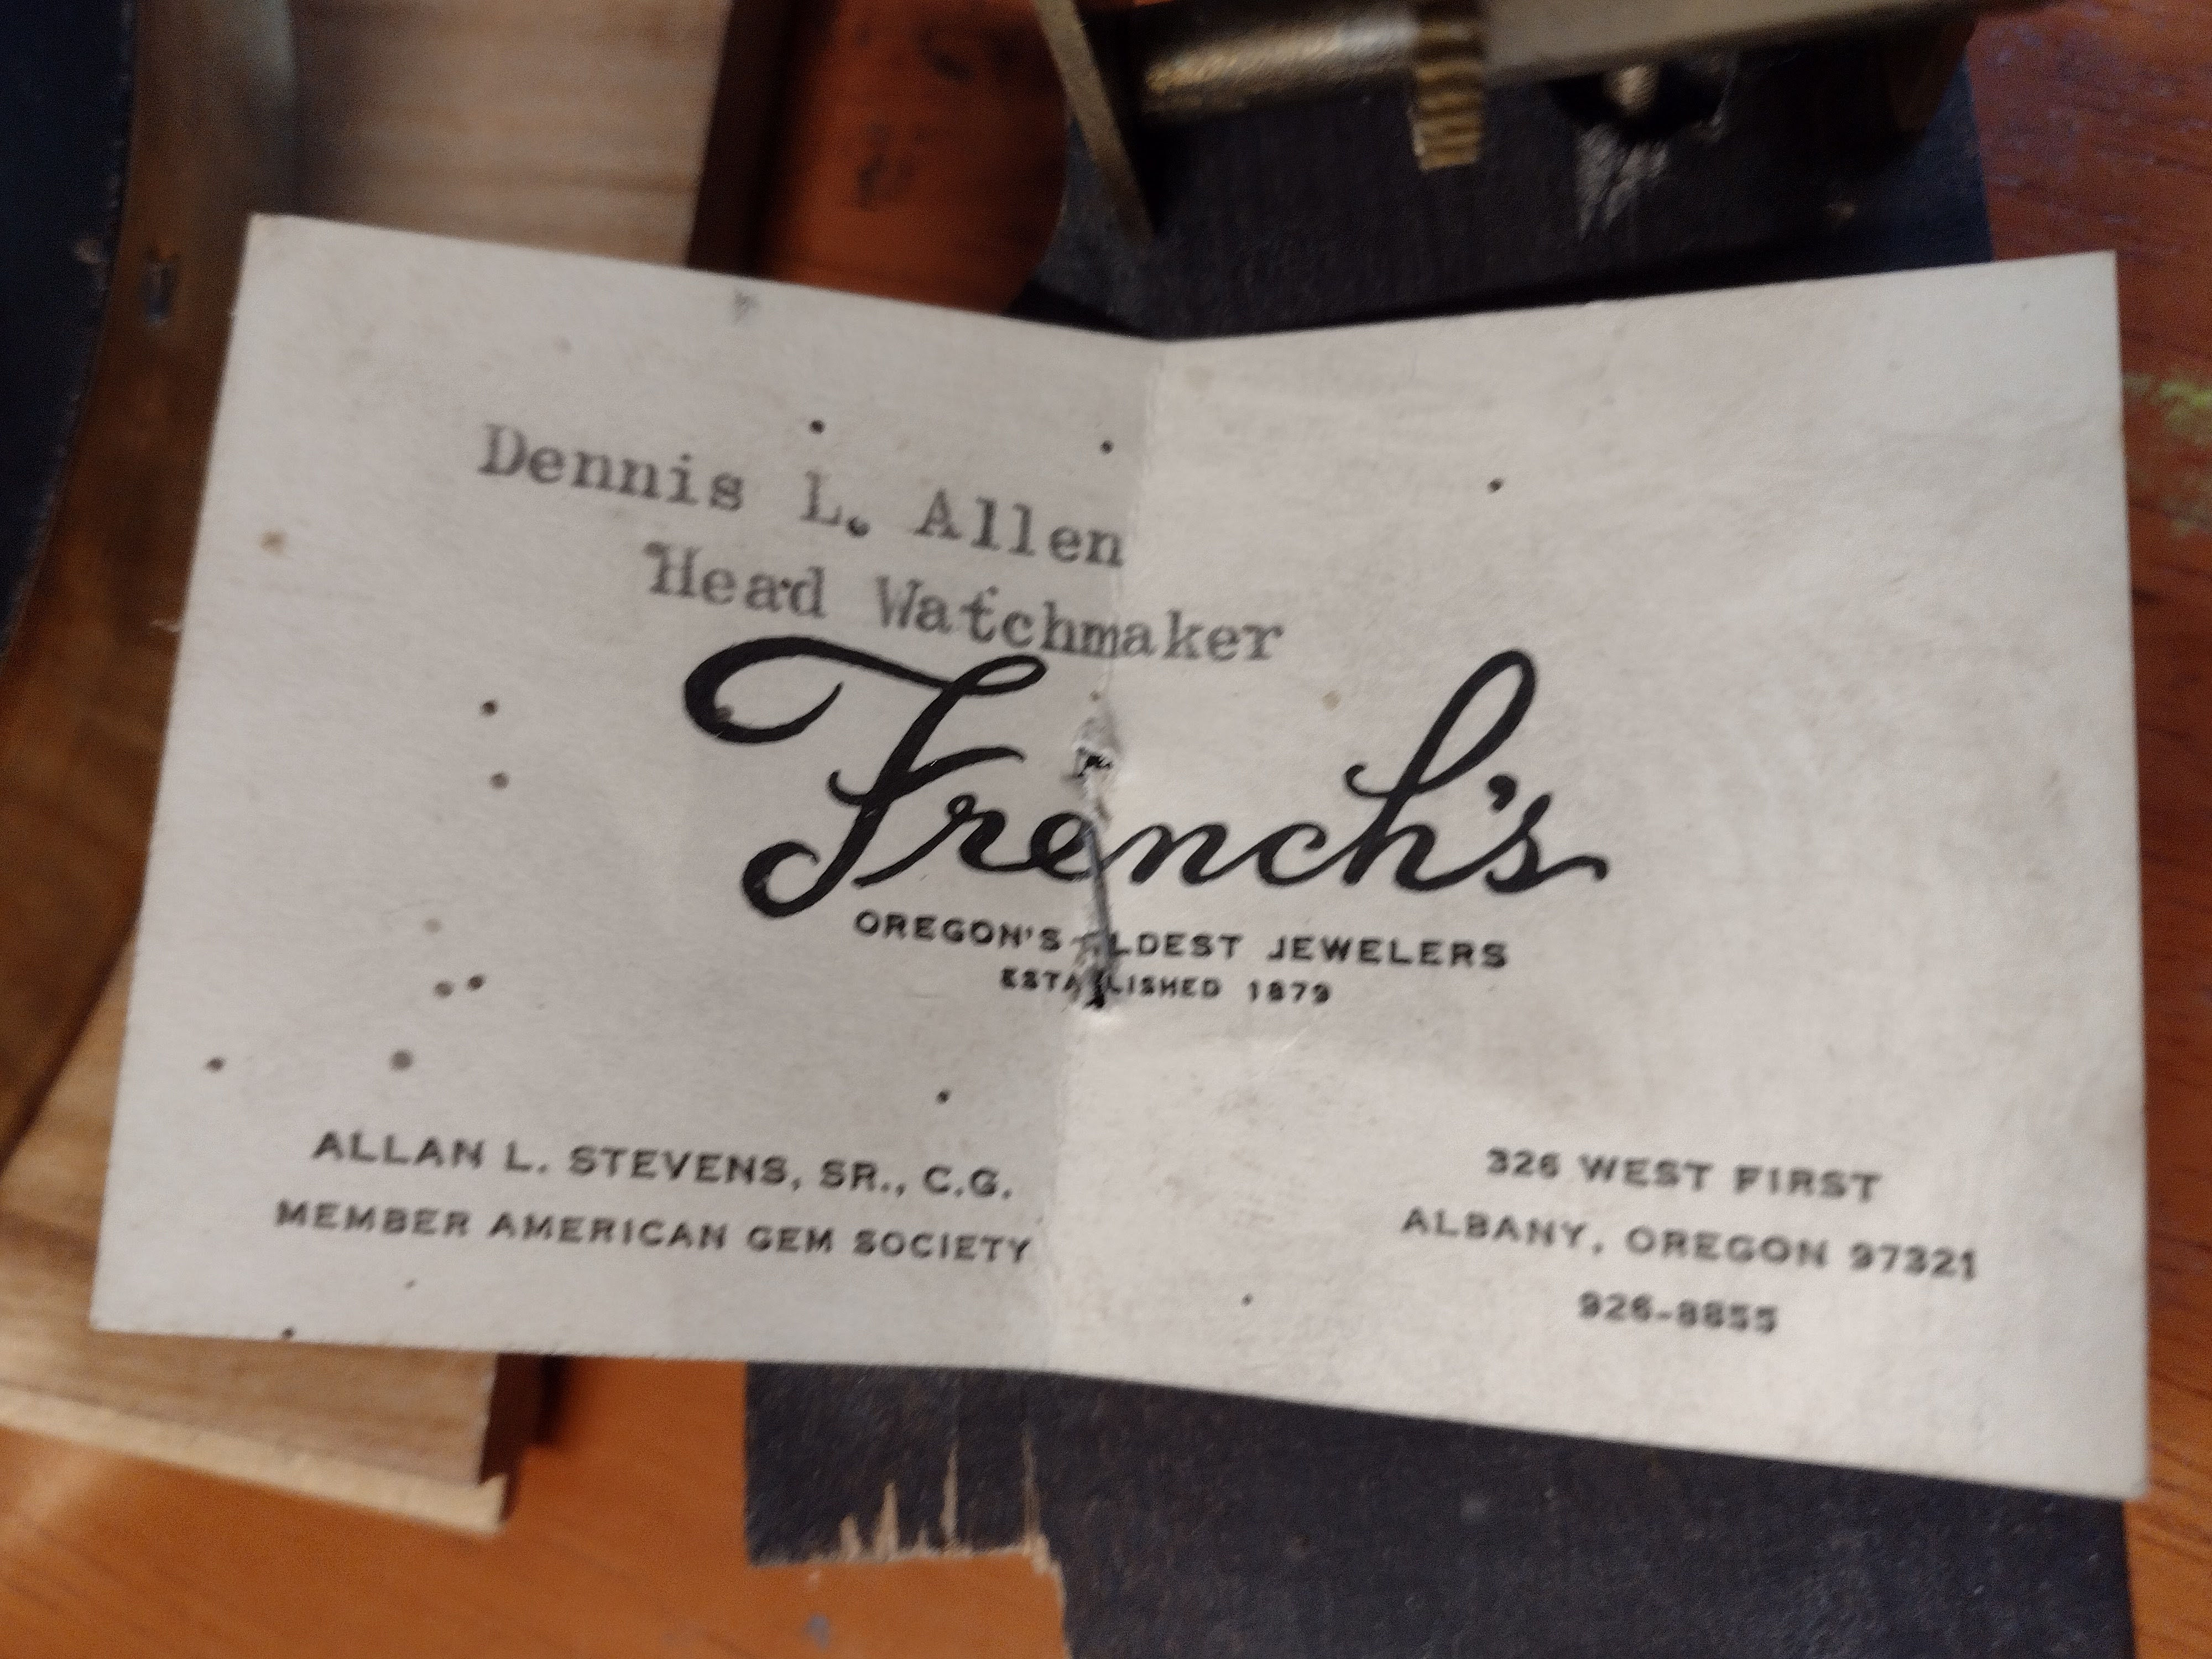 Dennis L. Allen
Head Watchmaker
French's
OREGON'S OLDEST JEWELERS
ESTABLISHED 1879
ALLAN L. STEVENS, SR., C.G.
MEMBER AMERICAN GEM SOCIETY
326 WEST FIRST
ALBANY, OREGON 97321
926-8855